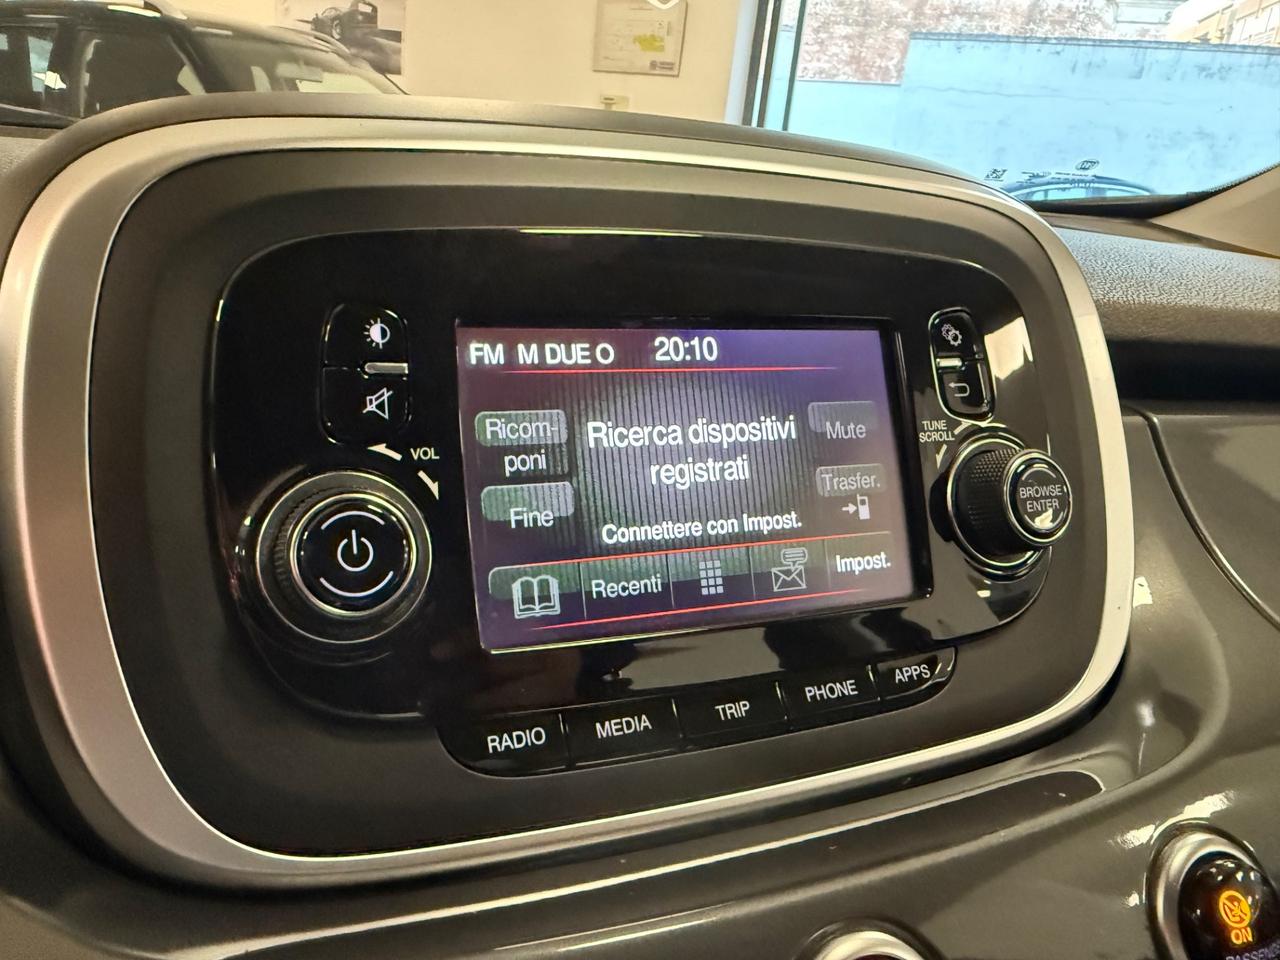 FM M DUE O 20:10
Ricom-
poni
Ricerca dispositivi
registrati
Mute
Fine
Trasfer.
Connettere con Impost.
Recenti
Impost.
VOL
TUNE
SCROLL
BROWSE
ENTER
RADIO
MEDIA
TRIP
PHONE
APPS
ON